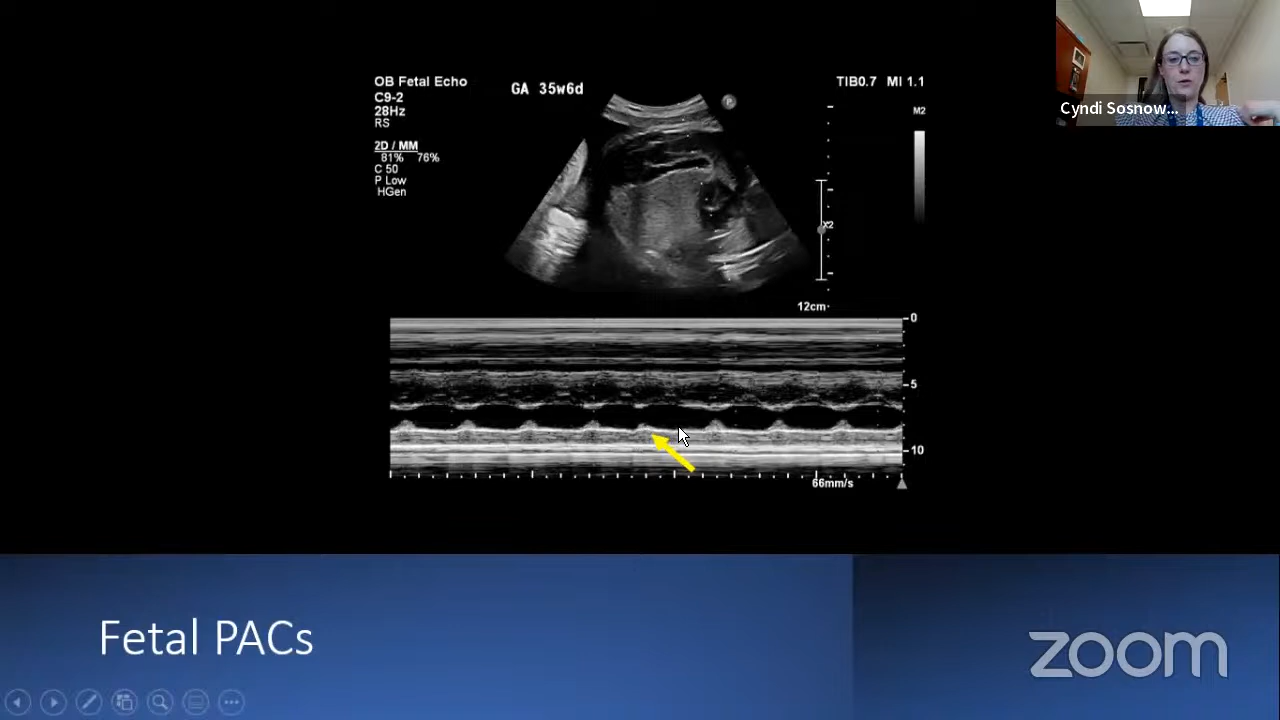 OB Fetal Echo
C9-2
28Hz
RS
2D / MM
81% 76%
C 50
P Low
HGen
GA 35w6d
P
TIB0.7 MI 1.1
M2
x2
12cm
0
5
10
66mm/s
Cyndi Sosnow...
Fetal PACs
zoom